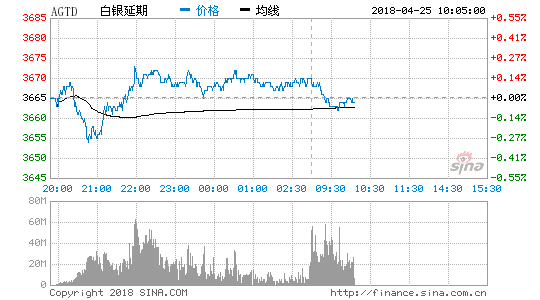 AGTD 白银延期 价格 均线 2018-04-25 10:05:00
3685 0.55%
3680 0.41%
3675 0.27%
3670 0.14%
3665 0.00%
3660 0.14%
3655 0.27%
3650 0.41%
3645 0.55%
sina
20:00 21:00 22:00 23:00 00:00 01:00 02:30 09:30 10:30 11:30 14:30 15:30
80M
60M
40M
20M
0
Copyright 2018 SINA.COM http://finance.sina.com.cn